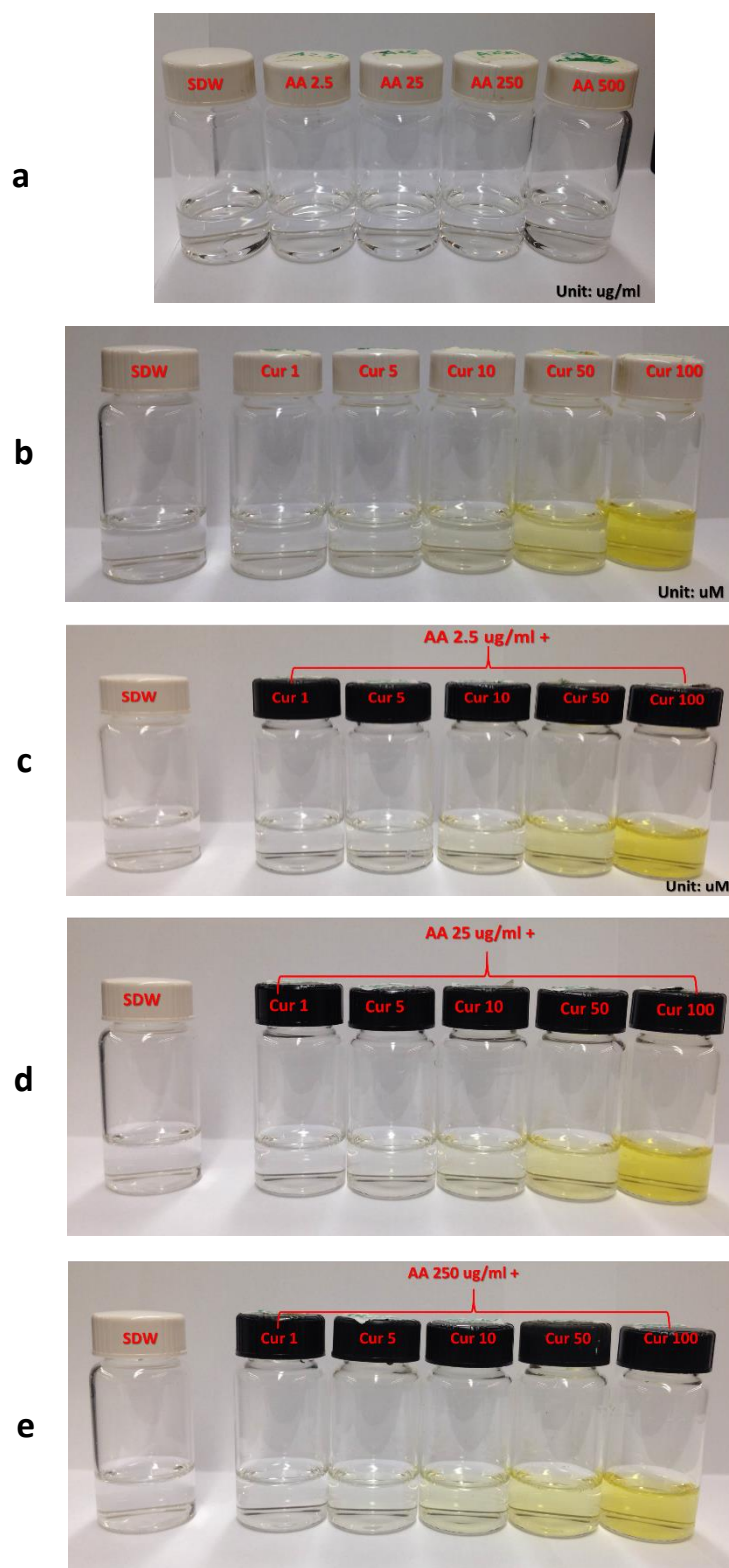 a
SDW AA 2.5 AA 25 AA 250 AA 500
Unit: ug/ml
b
SDW Cur 1 Cur 5 Cur 10 Cur 50 Cur 100
Unit: uM
AA 2.5 ug/ml +
c
SDW Cur 1 Cur 5 Cur 10 Cur 50 Cur 100
Unit: uM
AA 25 ug/ml +
d
SDW Cur 1 Cur 5 Cur 10 Cur 50 Cur 100
AA 250 ug/ml +
e
SDW Cur 1 Cur 5 Cur 10 Cur 50 Cur 100